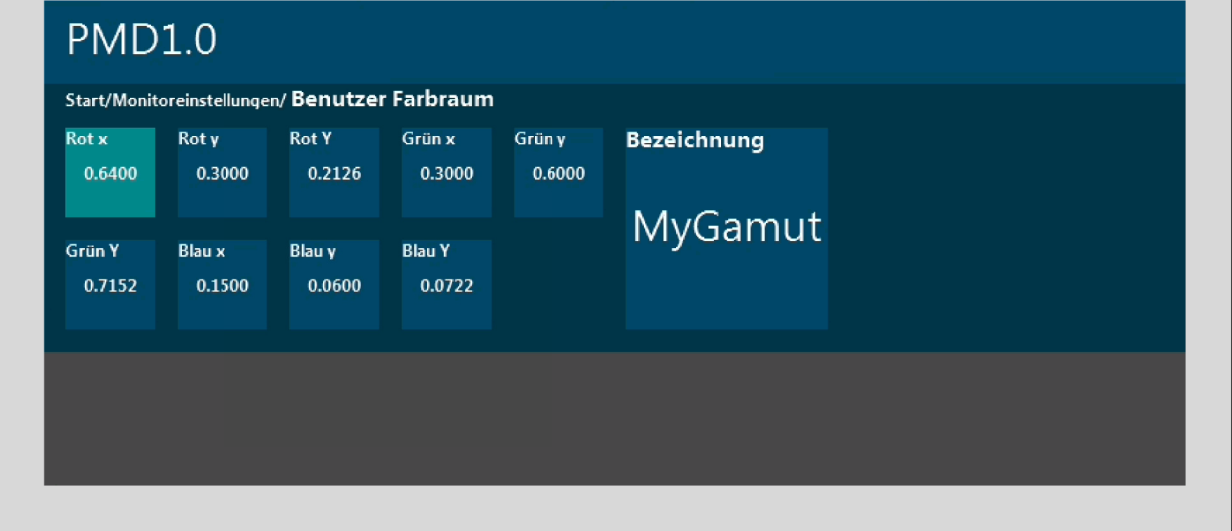 PMD1.0
Start/Monitoreinstellungen/ Benutzer Farbraum
Rot x Rot y Rot Y Grün x Grün y Bezeichnung
0.6400 0.3000 0.2126 0.3000 0.6000
MyGamut
Grün Y Blau x Blau y Blau Y
0.7152 0.1500 0.0600 0.0722